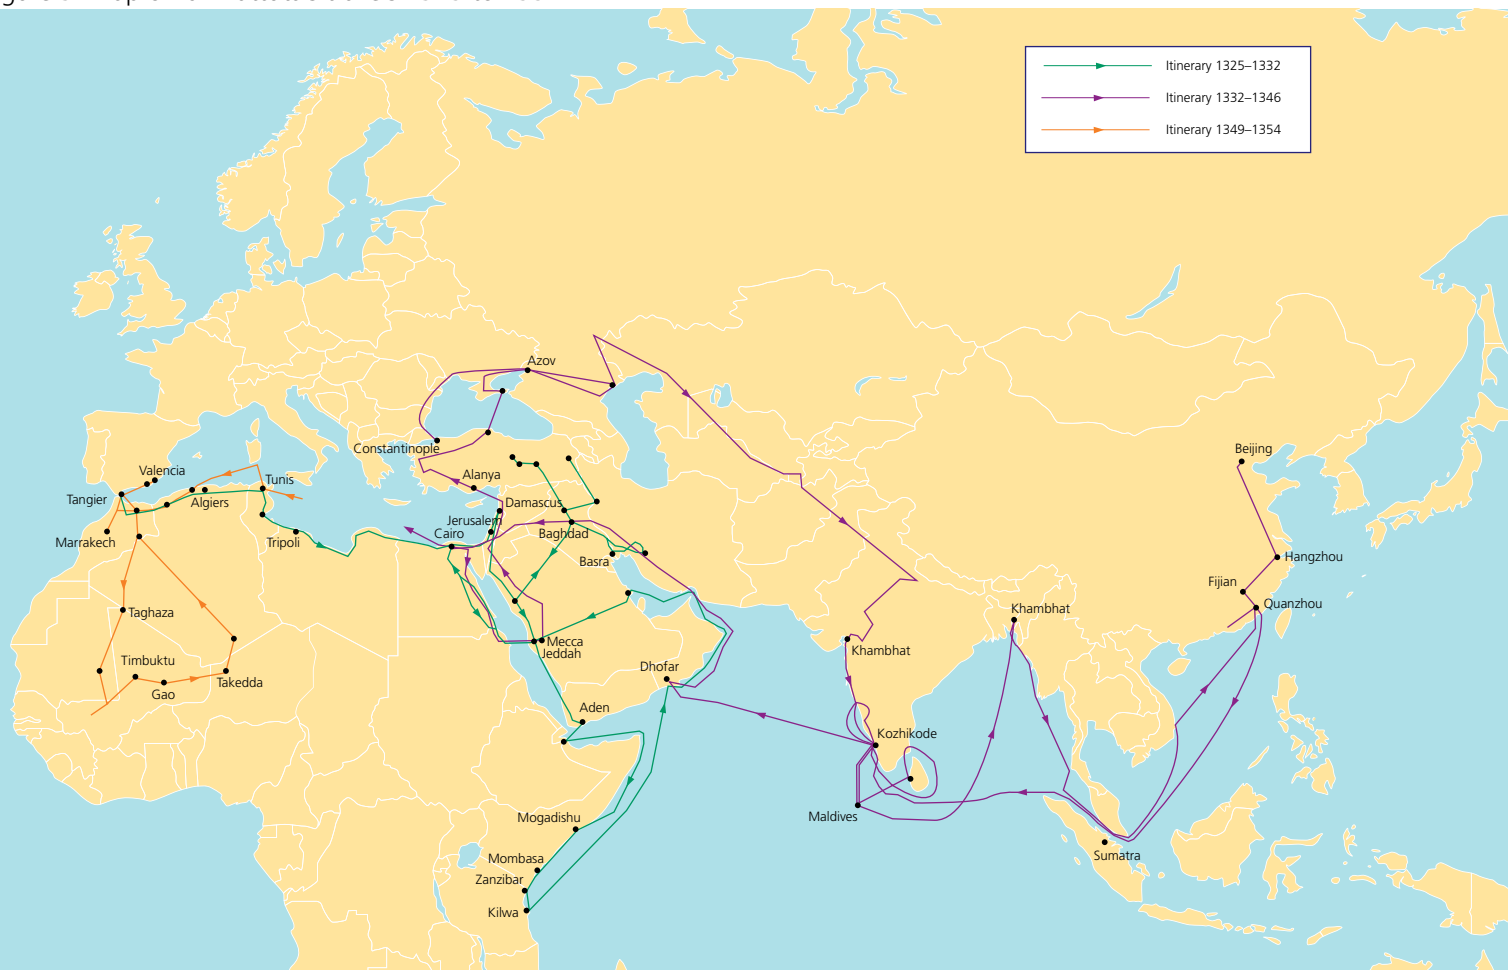 Itinerary 1325–1332
Itinerary 1332–1346
Itinerary 1349–1354
Azov
Constantinople
Alanya
Beijing
Valencia
Tunis
Tangier
Algiers
Damascus
Jerusalem
Cairo
Baghdad
Marrakech
Tripoli
Basra
Hangzhou
Fijian
Quanzhou
Taghaza
Khambhat
Mecca
Jeddah
Khambhat
Timbuktu
Gao
Takedda
Dhofar
Aden
Kozhikode
Mogadishu
Maldives
Sumatra
Mombasa
Zanzibar
Kilwa